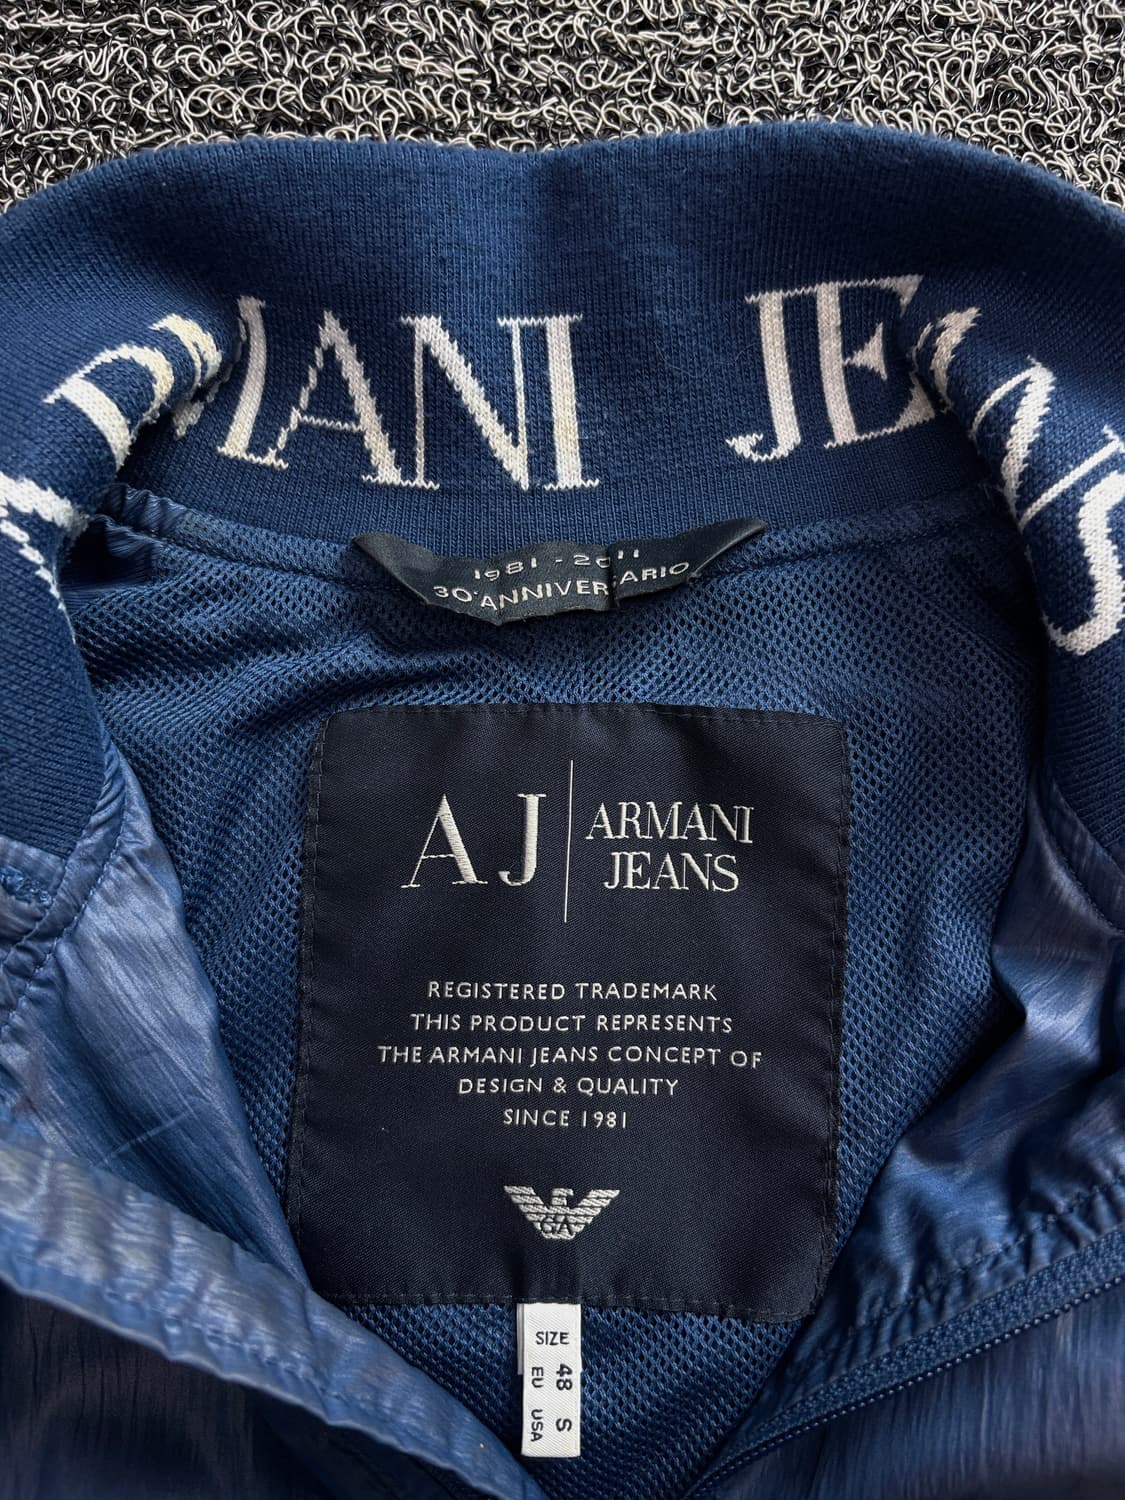 ARMANI JEANS
1981 - 2011
30° ANNIVERSARIO
AJ
ARMANI
JEANS
REGISTERED TRADEMARK
THIS PRODUCT REPRESENTS
THE ARMANI JEANS CONCEPT OF
DESIGN & QUALITY
SINCE 1981
GA
SIZE
EU 48
USA S